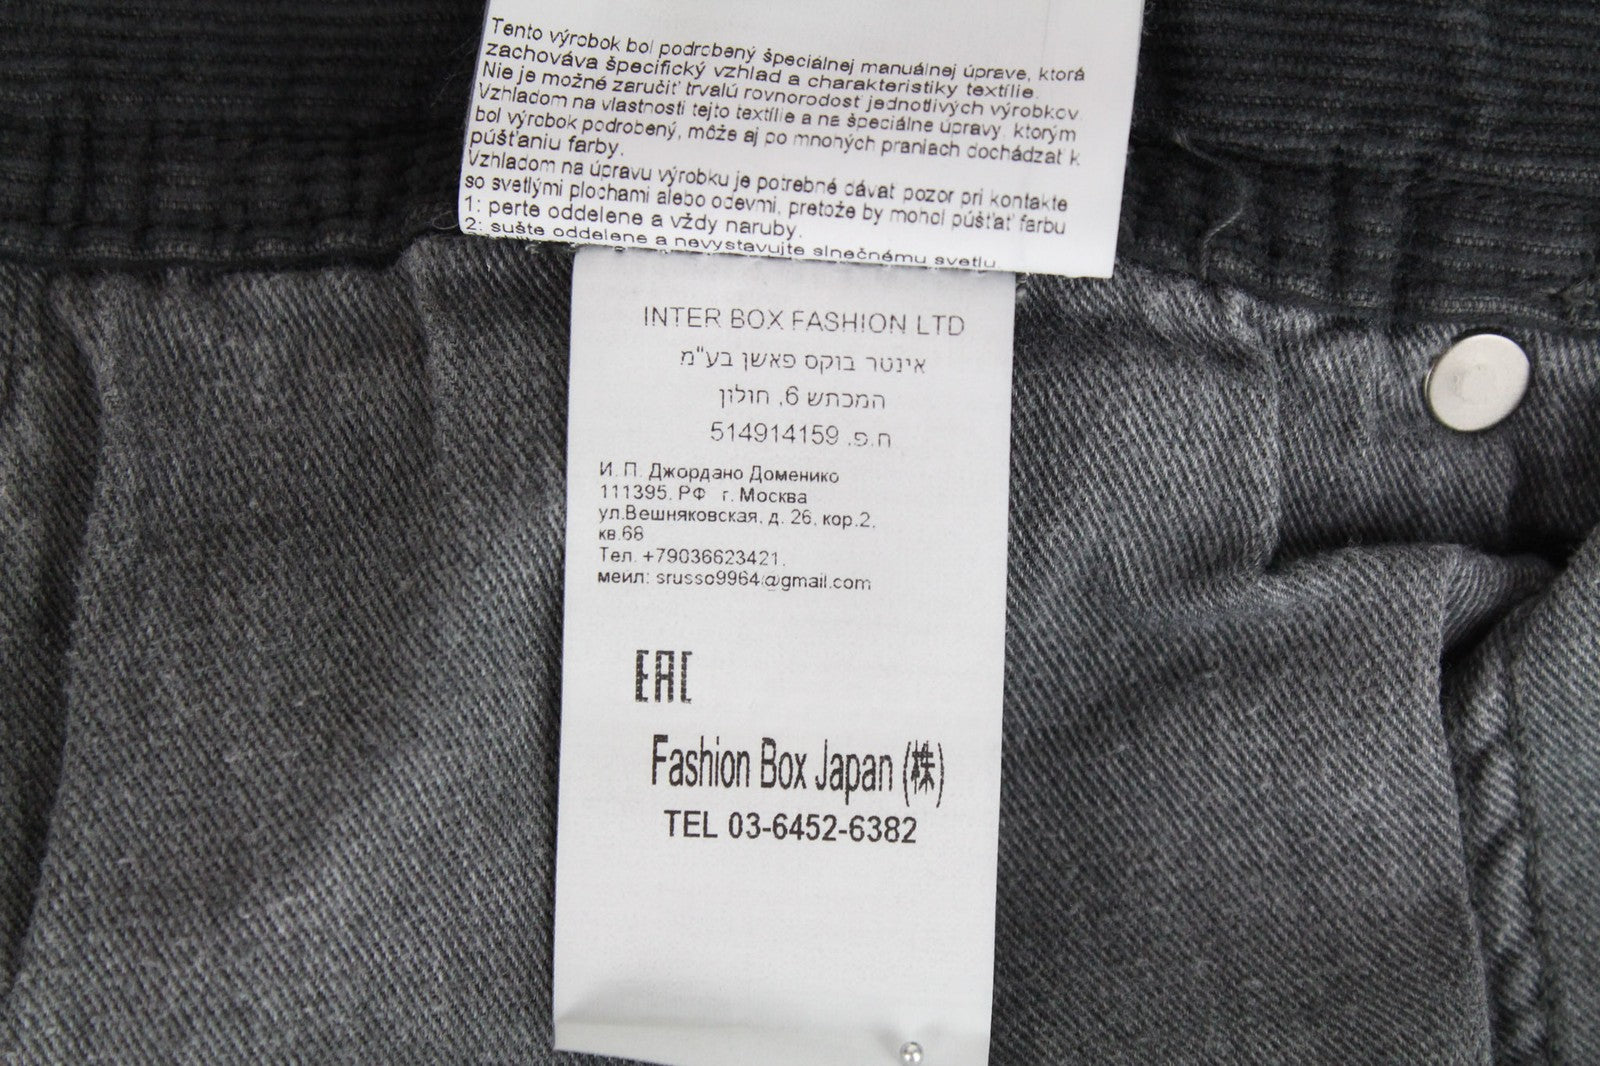 Tento výrobok bol podrobený špeciálnej manuálnej úprave, ktorá
zachováva špecifický vzhlad a charakteristiky textílie.
Nie je možné zaručiť trvalú rovnorodosť jednotlivých výrobkov.
Vzhladom na vlastnosti tejto textílie a na špeciálne úpravy, ktorým
bol výrobok podrobený, môže aj po mnohých praniach dochádzať k
púšťaniu farby.
Vzhladom na úpravu výrobku je potrebné dávať pozor pri kontakte
so svetlými plochami alebo odevmi, pretože by mohol púšťať farbu
1: perte oddelene a vždy naruby.
2: sušte oddelene a nevystavujte slnečnému svetlu
INTER BOX FASHION LTD
אינטר בוקס פאשן בע"מ
המכתש 6, חולון
ח.פ. 514914159
И. П. Джордано Доменико
111395, РФ г. Москва
ул.Вешняковская, д. 26, кор.2,
кв.68
Тел. +79036623421,
меил: srusso9964@gmail.com
EAC
Fashion Box Japan (株)
TEL 03-6452-6382